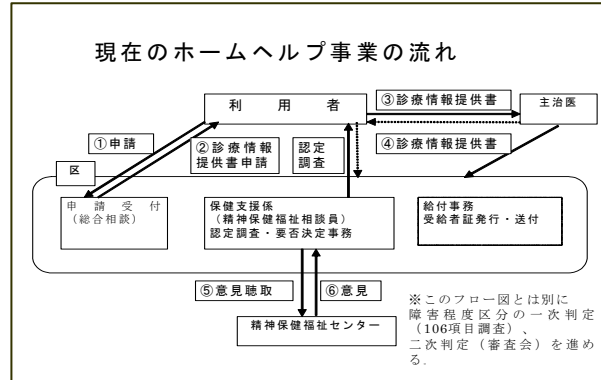 現在のホームヘルプ事業の流れ
利用者
③診療情報提供書
主治医
①申請
②診療情報
提供書申請
認定
調査
④診療情報提供書
区
申請受付
(総合相談)
保健支援係
(精神保健福祉相談員)
認定調査・要否決定事務
給付事務
受給者証発行・送付
⑤意見聴取
⑥意見
精神保健福祉センター
※このフロー図とは別に
障害程度区分の一次判定
(106項目調査)、
二次判定(審査会)を進め
る.